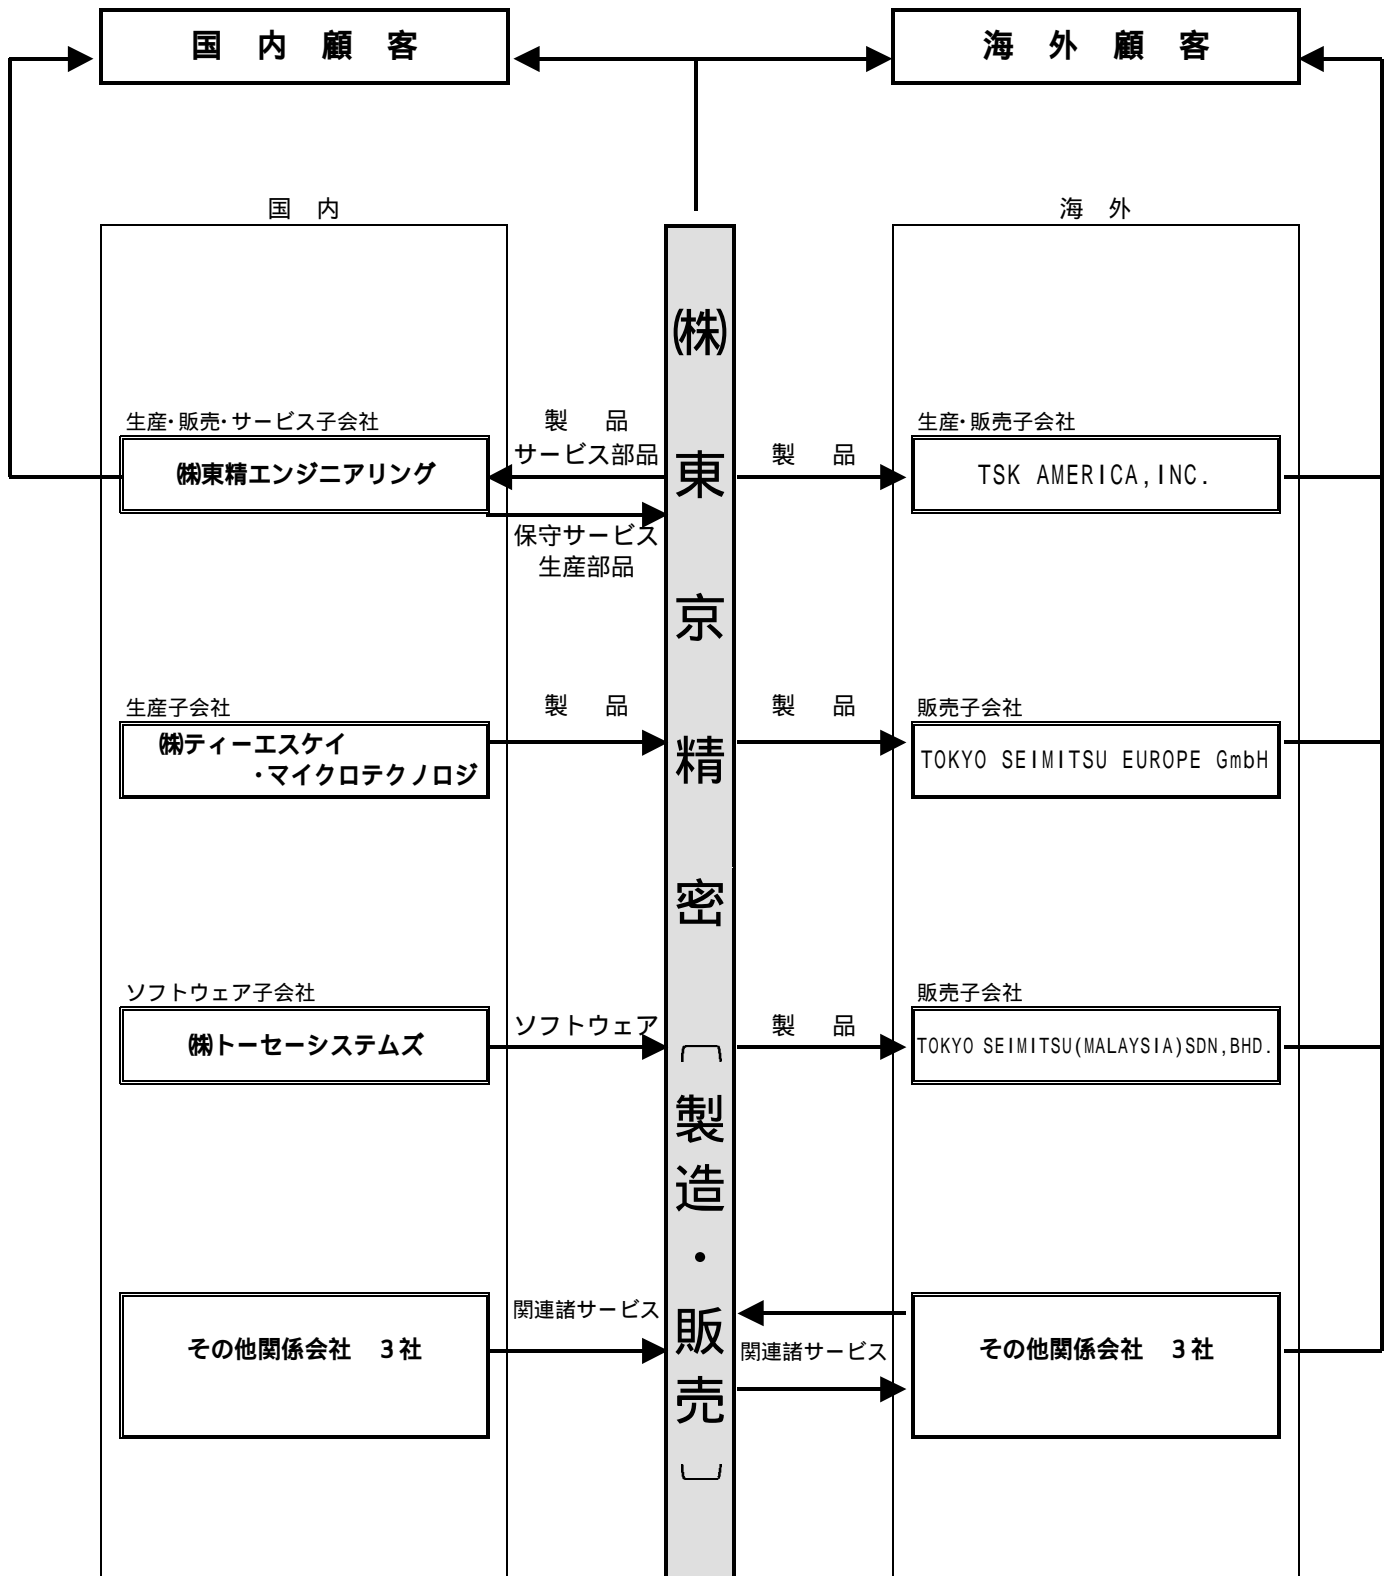 国 内 顧 客
海 外 顧 客
国 内
海 外
㈱東京精密〔製造・販売〕
生産・販売・サービス子会社
㈱東精エンジニアリング
製 品
サービス部品
保守サービス
生産部品
製 品
生産・販売子会社
TSK AMERICA,INC.
生産子会社
㈱ティーエスケイ
・マイクロテクノロジ
製 品
製 品
販売子会社
TOKYO SEIMITSU EUROPE GmbH
ソフトウェア子会社
㈱トーセーシステムズ
ソフトウェア
製 品
販売子会社
TOKYO SEIMITSU(MALAYSIA)SDN,BHD.
その他関係会社 3社
関連諸サービス
関連諸サービス
その他関係会社 3社